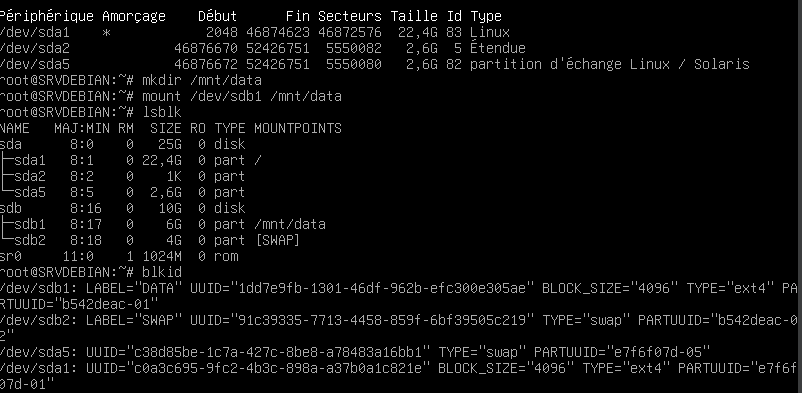 Périphérique Amorçage    Début      Fin Secteurs Taille Id Type
/dev/sda1    *            2048 46874623 46872576  22,4G 83 Linux
/dev/sda2             46876670 52426751  5550082   2,6G  5 Étendue
/dev/sda5             46876672 52426751  5550080   2,6G 82 partition d'échange Linux / Solaris
root@SRVDEBIAN:~# mkdir /mnt/data
root@SRVDEBIAN:~# mount /dev/sdb1 /mnt/data
root@SRVDEBIAN:~# lsblk
NAME   MAJ:MIN RM  SIZE RO TYPE MOUNTPOINTS
sda      8:0    0   25G  0 disk
├─sda1   8:1    0 22,4G  0 part /
├─sda2   8:2    0    1K  0 part
└─sda5   8:5    0  2,6G  0 part
sdb      8:16   0   10G  0 disk
├─sdb1   8:17   0    6G  0 part /mnt/data
└─sdb2   8:18   0    4G  0 part [SWAP]
sr0     11:0    1 1024M  0 rom
root@SRVDEBIAN:~# blkid
/dev/sdb1: LABEL="DATA" UUID="1dd7e9fb-1301-46df-962b-efc300e305ae" BLOCK_SIZE="4096" TYPE="ext4" PA
RTUUID="b542deac-01"
/dev/sdb2: LABEL="SWAP" UUID="91c39335-7713-4458-859f-6bf39505c219" TYPE="swap" PARTUUID="b542deac-0
2"
/dev/sda5: UUID="c38d85be-1c7a-427c-8be8-a78483a16bb1" TYPE="swap" PARTUUID="e7f6f07d-05"
/dev/sda1: UUID="c0a3c695-9fc2-4b3c-898a-a37b0a1c821e" BLOCK_SIZE="4096" TYPE="ext4" PARTUUID="e7f6f
07d-01"